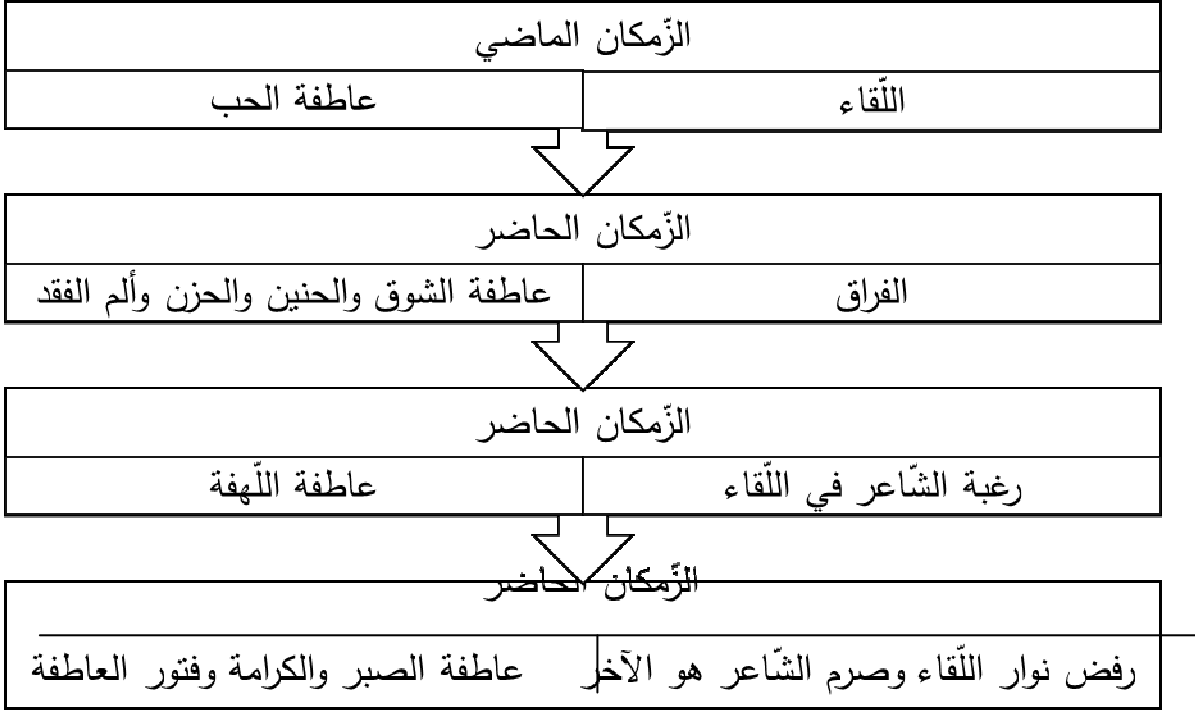 الزّمكان الماضي
اللّقاء عاطفة الحب
الزّمكان الحاضر
الفراق عاطفة الشوق والحنين والحزن وألم الفقد
الزّمكان الحاضر
رغبة الشّاعر في اللّقاء عاطفة اللّهفة
الزّمكان الحاضر
رفض نوار اللّقاء وصرم الشّاعر هو الآخر عاطفة الصبر والكرامة وفتور العاطفة